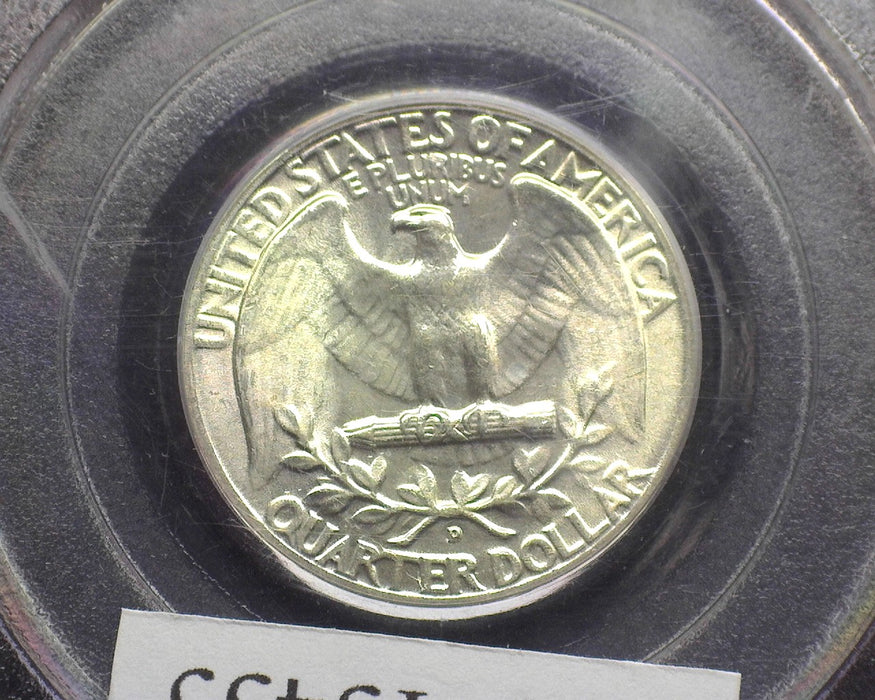 UNITED STATES OF AMERICA
E PLURIBUS
UNUM
D
QUARTER DOLLAR